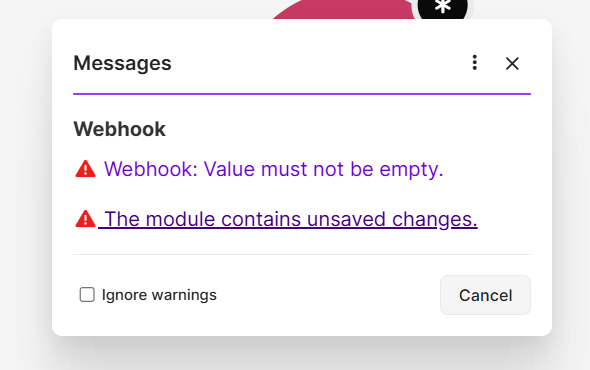 Messages
Webhook
Webhook: Value must not be empty.
The module contains unsaved changes.
Ignore warnings
Cancel